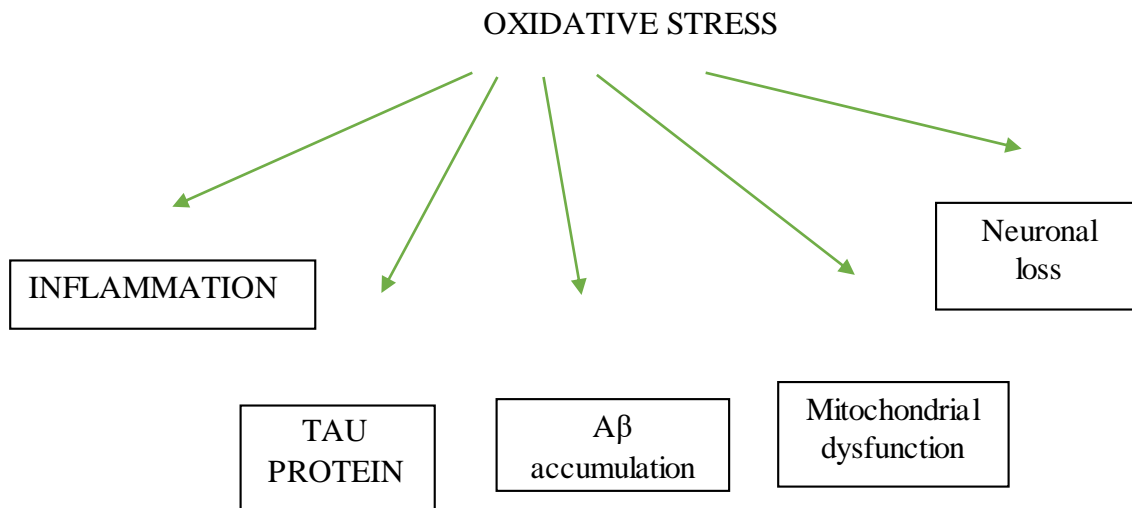 OXIDATIVE STRESS
INFLAMMATION
TAU
PROTEIN
Aβ
accumulation
Mitochondrial
dysfunction
Neuronal
loss